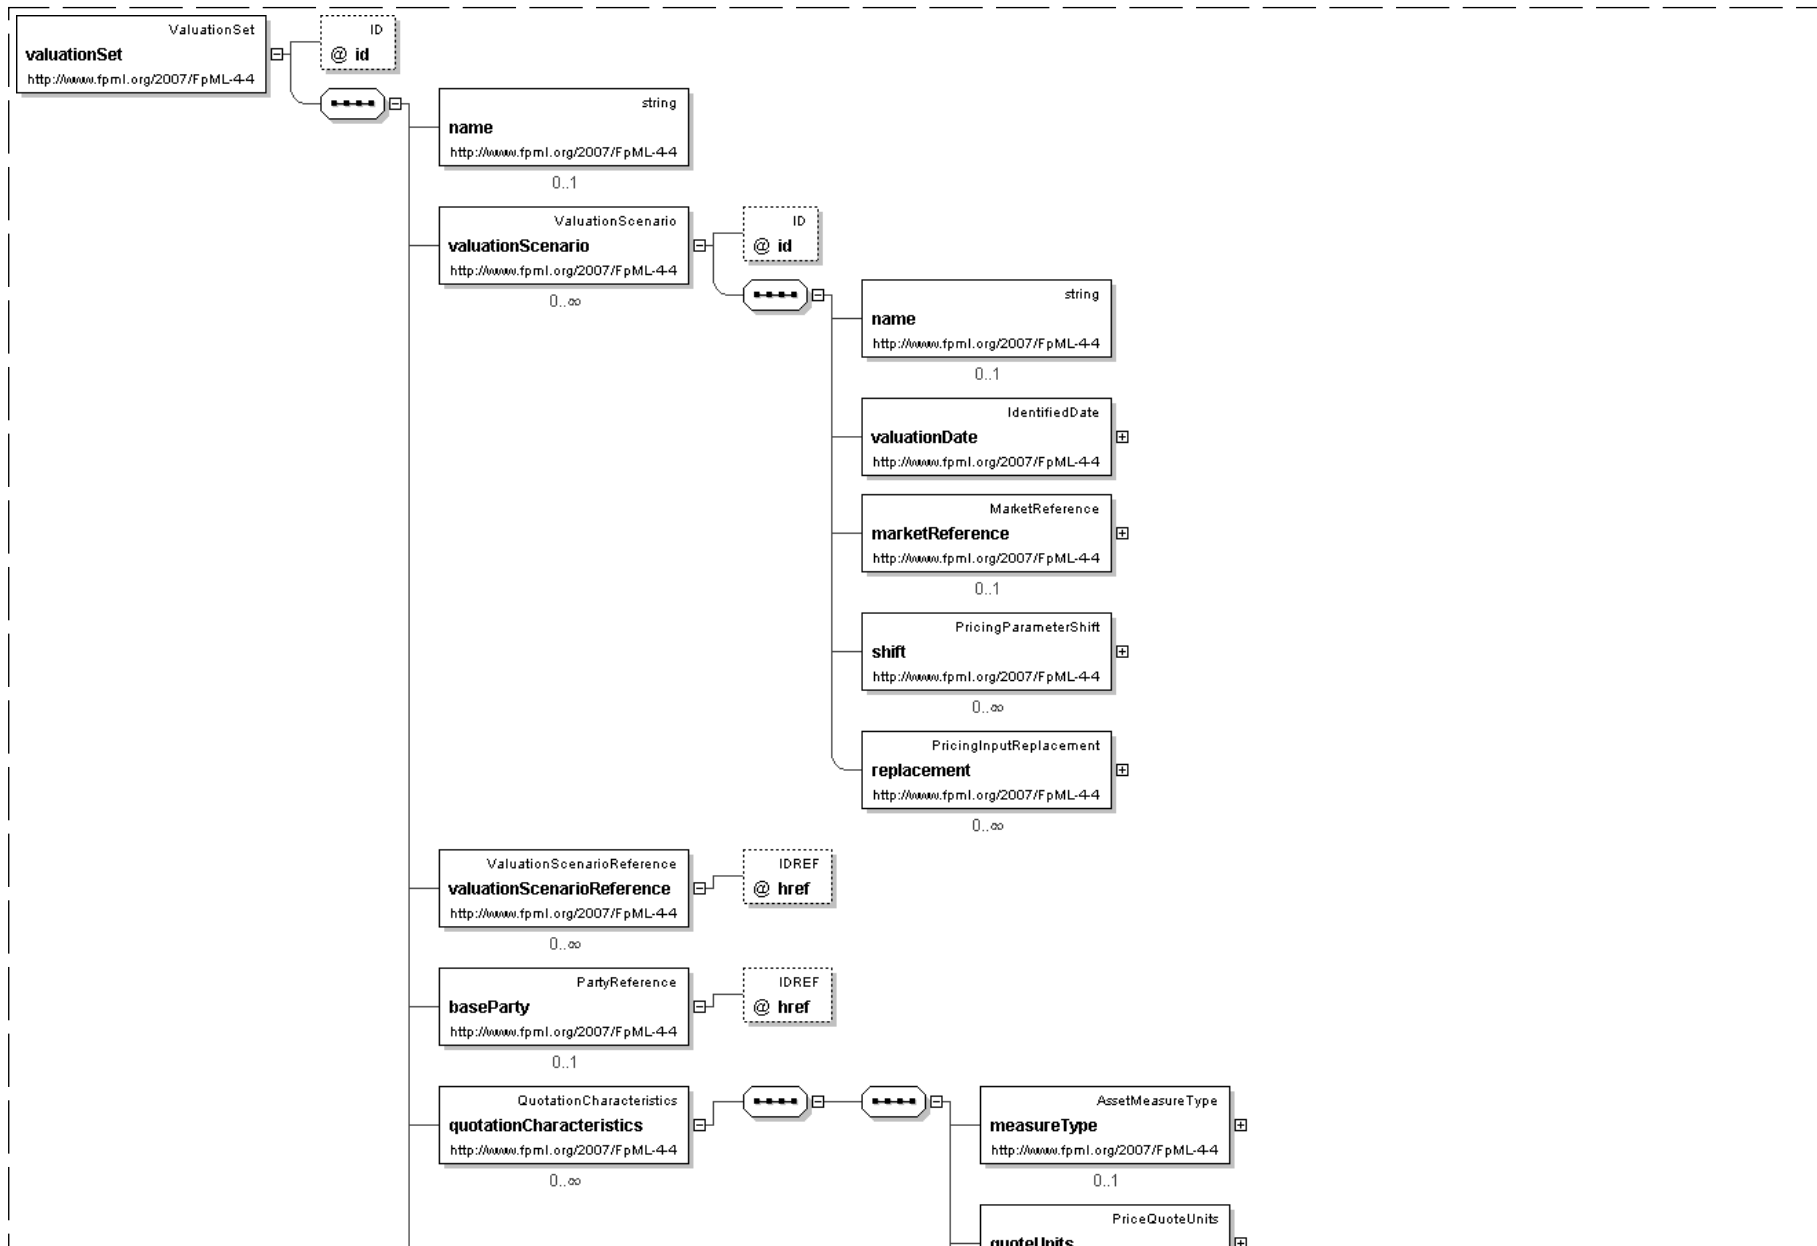 ValuationSet
valuationSet
http://www.fpml.org/2007/FpML-4-4
ID
@ id
string
name
http://www.fpml.org/2007/FpML-4-4
0..1
ValuationScenario
valuationScenario
http://www.fpml.org/2007/FpML-4-4
0..∞
ID
@ id
string
name
http://www.fpml.org/2007/FpML-4-4
0..1
IdentifiedDate
valuationDate
http://www.fpml.org/2007/FpML-4-4
MarketReference
marketReference
http://www.fpml.org/2007/FpML-4-4
0..1
PricingParameterShift
shift
http://www.fpml.org/2007/FpML-4-4
0..∞
PricingInputReplacement
replacement
http://www.fpml.org/2007/FpML-4-4
0..∞
ValuationScenarioReference
valuationScenarioReference
http://www.fpml.org/2007/FpML-4-4
0..∞
IDREF
@ href
PartyReference
baseParty
http://www.fpml.org/2007/FpML-4-4
0..1
IDREF
@ href
QuotationCharacteristics
quotationCharacteristics
http://www.fpml.org/2007/FpML-4-4
0..∞
AssetMeasureType
measureType
http://www.fpml.org/2007/FpML-4-4
0..1
PriceQuoteUnits
quoteUnits